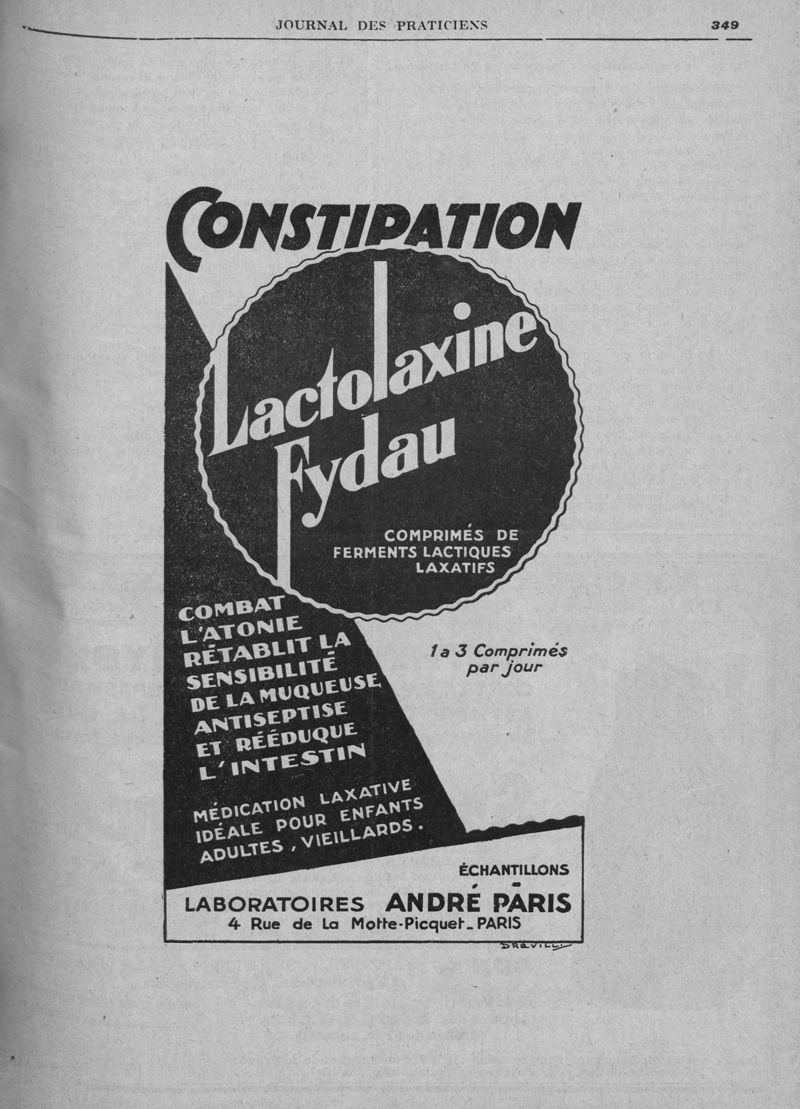 JOURNAL DES PRATICIENS 349
CONSTIPATION
Lactolaxine
Fydau
COMPRIMÉS DE
FERMENTS LACTIQUES
LAXATIFS
COMBAT
L'ATONIE
RÉTABLIT LA
SENSIBILITÉ
DE LA MUQUEUSE
ANTISEPTISE
ET RÉÉDUQUE
L'INTESTIN
1 a 3 Comprimés
par jour
MÉDICATION LAXATIVE
IDÉALE POUR ENFANTS
ADULTES, VIEILLARDS.
ÉCHANTILLONS
LABORATOIRES ANDRÉ PARIS
4 Rue de La Motte-Picquet_PARIS